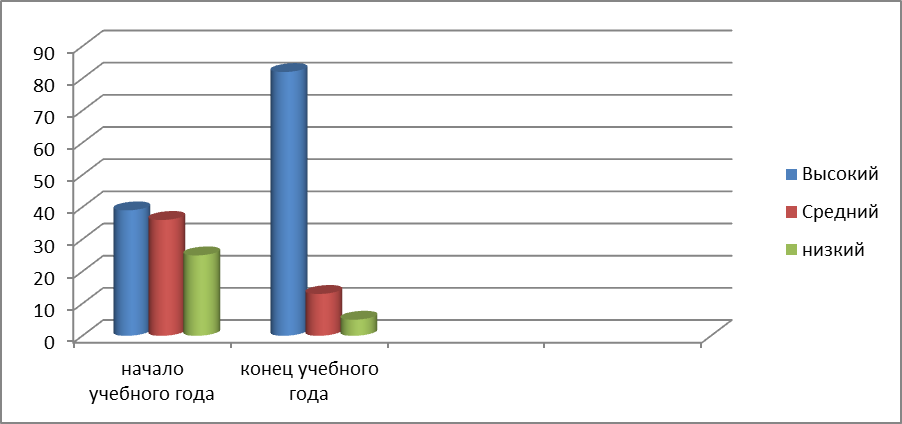 90
80
70
60
50
40
30
20
10
0
начало
учебного года
конец учебного
года
Высокий
Средний
низкий